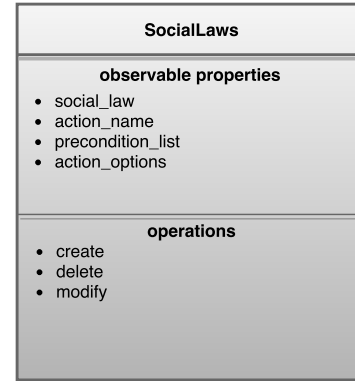 SocialLaws
observable properties
• social_law
• action_name
• precondition_list
• action_options
operations
• create
• delete
• modify